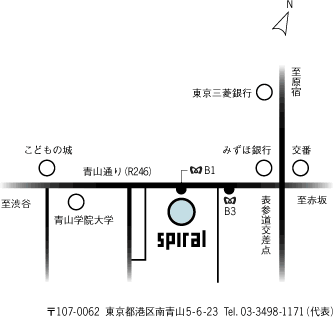 N
至原宿
東京三菱銀行
こどもの城
みずほ銀行
交番
青山通り(R246)
B1
至渋谷
青山学院大学
B3
表参道交差点
至赤坂
spiral
〒107-0062 東京都港区南青山5-6-23 Tel. 03-3498-1171(代表)